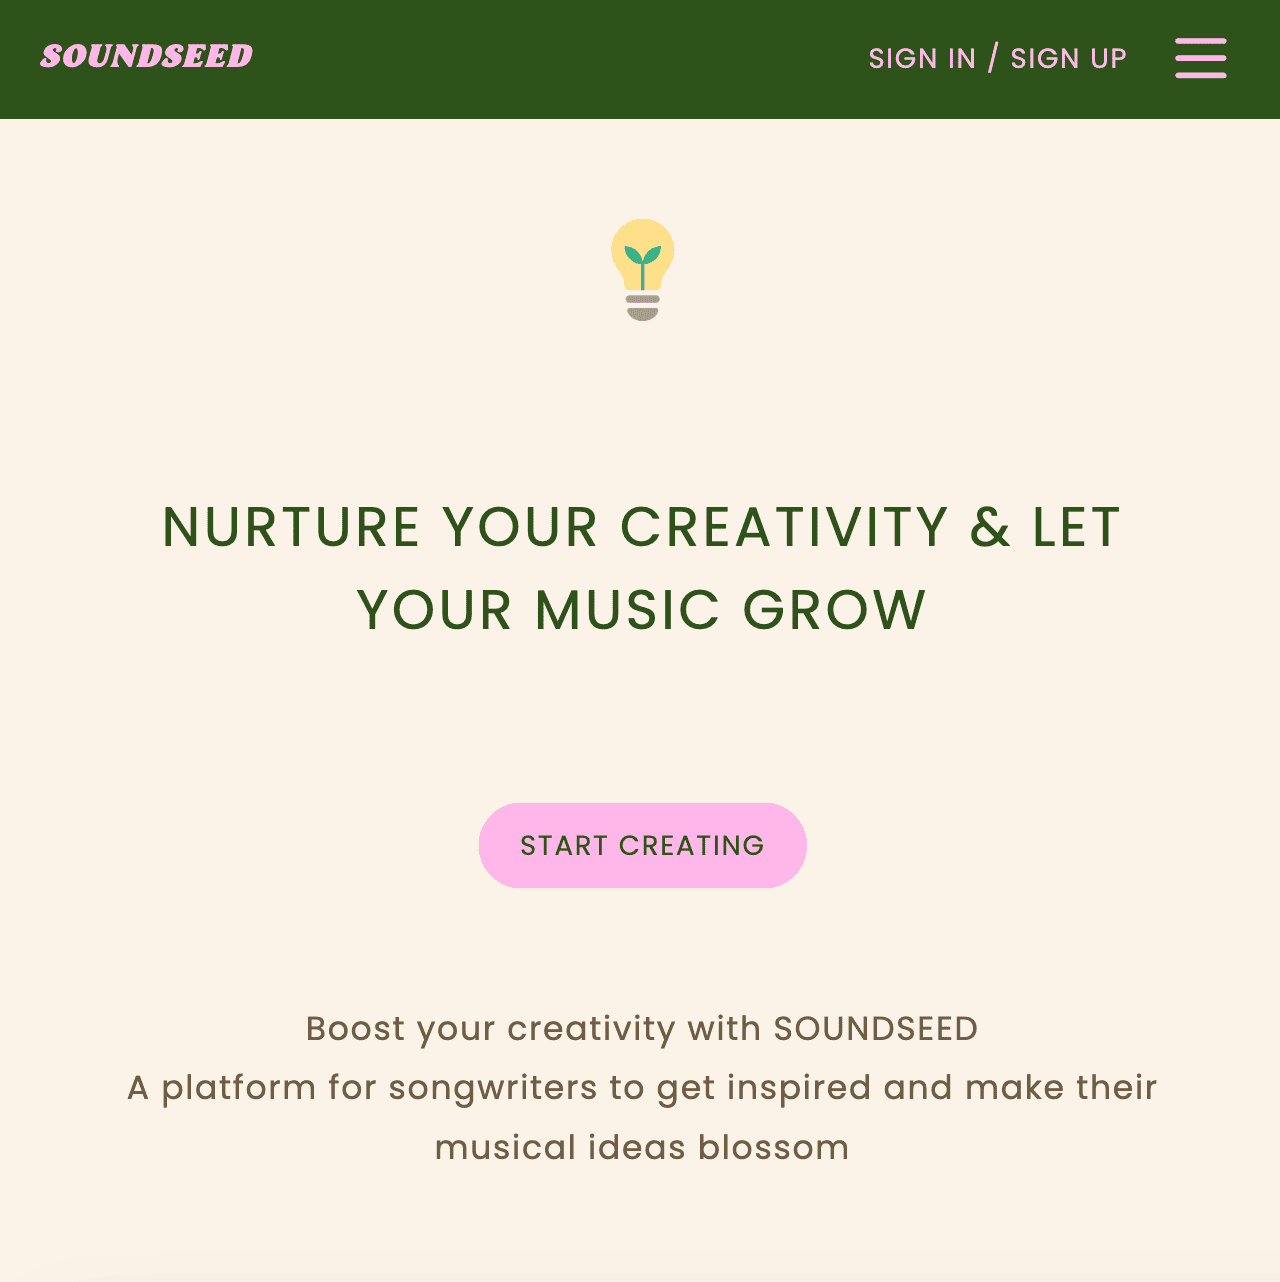 SOUNDSEED
SIGN IN / SIGN UP
NURTURE YOUR CREATIVITY & LET
YOUR MUSIC GROW
START CREATING
Boost your creativity with SOUNDSEED
A platform for songwriters to get inspired and make their
musical ideas blossom